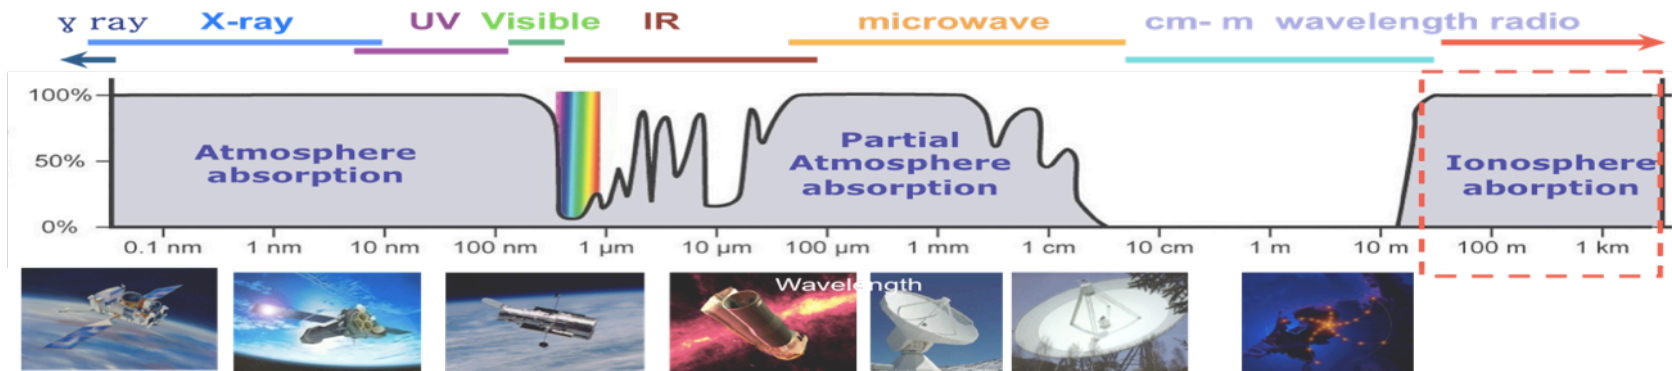 ɣ ray X-ray UV Visible IR microwave cm- m wavelength radio
100%
50%
0%
Atmosphere
absorption
Partial
Atmosphere
absorption
Ionosphere
aborption
0.1 nm 1 nm 10 nm 100 nm 1 µm 10 µm 100 µm 1 mm 1 cm 10 cm 1 m 10 m 100 m 1 km
Wavelength